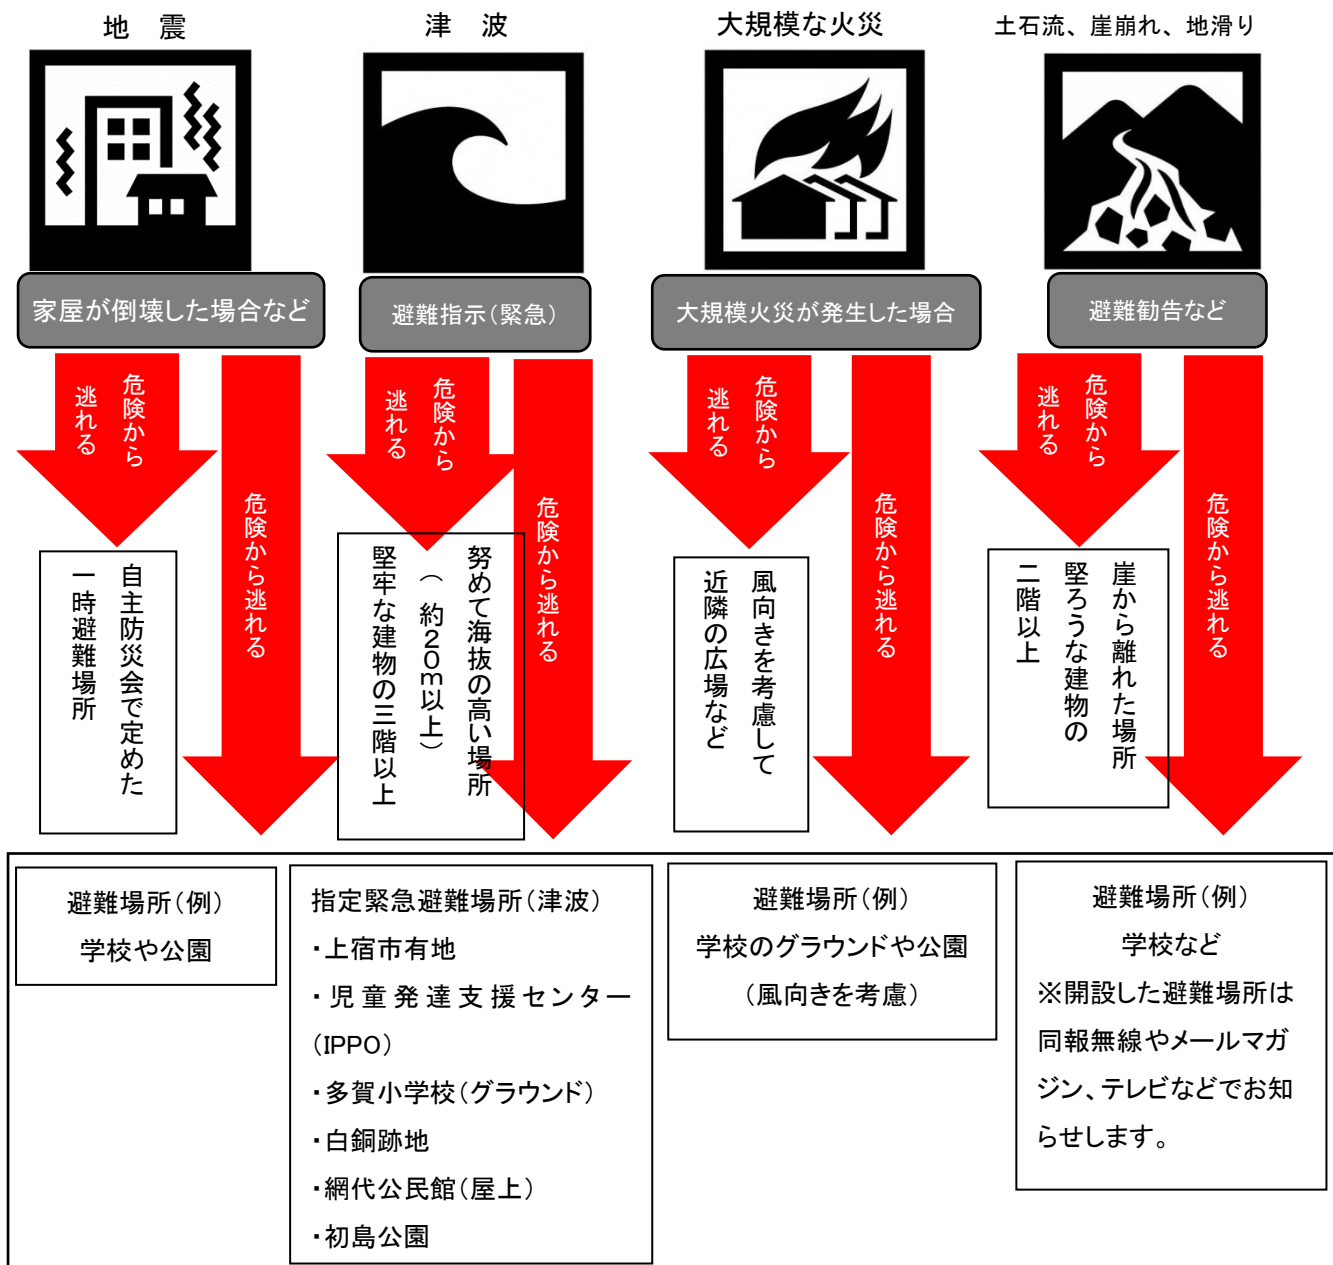 地　震
津　波
大規模な火災
土石流、崖崩れ、地滑り
家屋が倒壊した場合など
避難指示（緊急）
大規模火災が発生した場合
避難勧告など
危険から
逃れる
危険から逃れる
危険から
逃れる
危険から逃れる
危険から
逃れる
危険から逃れる
危険から
逃れる
危険から逃れる
自主防災会で定めた
一時避難場所
努めて海抜の高い場所
（約２０ｍ以上）
堅牢な建物の三階以上
風向きを考慮して
近隣の広場など
崖から離れた場所
堅ろうな建物の
二階以上
避難場所（例）
学校や公園
指定緊急避難場所（津波）
・上宿市有地
・児童発達支援センター
（IPPO）
・多賀小学校（グラウンド）
・白銅跡地
・網代公民館（屋上）
・初島公園
避難場所（例）
学校のグラウンドや公園
（風向きを考慮）
避難場所（例）
学校など
※開設した避難場所は
同報無線やメールマガ
ジン、テレビなどでお知
らせします。